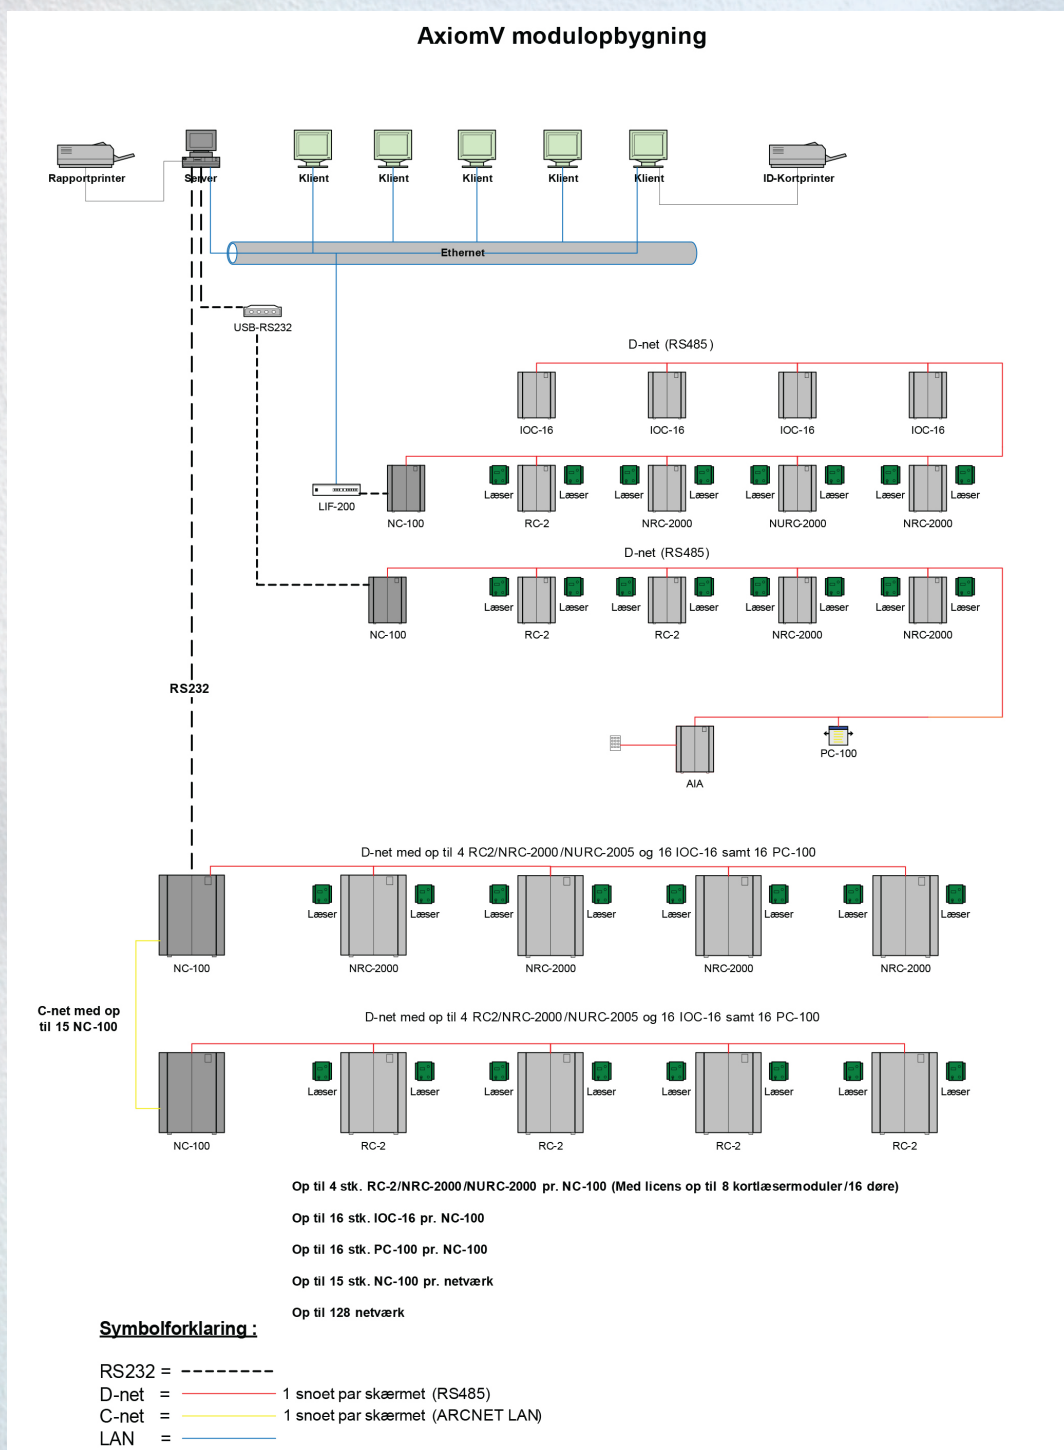 AxiomV modulopbygning
Rapportprinter
Server
Klient
Klient
Klient
Klient
Klient
ID-Kortprinter
Ethernet
USB-RS232
D-net (RS485)
IOC-16
IOC-16
IOC-16
IOC-16
LIF-200
NC-100
Læser
RC-2
Læser
Læser
NRC-2000
Læser
Læser
NURC-2000
Læser
Læser
NRC-2000
Læser
D-net (RS485)
NC-100
Læser
RC-2
Læser
Læser
RC-2
Læser
Læser
NRC-2000
Læser
Læser
NRC-2000
Læser
RS232
AIA
PC-100
D-net med op til 4 RC2/NRC-2000/NURC-2005 og 16 IOC-16 samt 16 PC-100
NC-100
Læser
NRC-2000
Læser
Læser
NRC-2000
Læser
Læser
NRC-2000
Læser
Læser
NRC-2000
Læser
C-net med op
til 15 NC-100
D-net med op til 4 RC2/NRC-2000/NURC-2005 og 16 IOC-16 samt 16 PC-100
NC-100
Læser
RC-2
Læser
Læser
RC-2
Læser
Læser
RC-2
Læser
Læser
RC-2
Læser
Op til 4 stk. RC-2/NRC-2000/NURC-2000 pr. NC-100 (Med licens op til 8 kortlæsermoduler/16 døre)
Op til 16 stk. IOC-16 pr. NC-100
Op til 16 stk. PC-100 pr. NC-100
Op til 15 stk. NC-100 pr. netværk
Op til 128 netværk
Symbolforklaring :
RS232 =
D-net = 1 snoet par skærmet (RS485)
C-net = 1 snoet par skærmet (ARCNET LAN)
LAN =